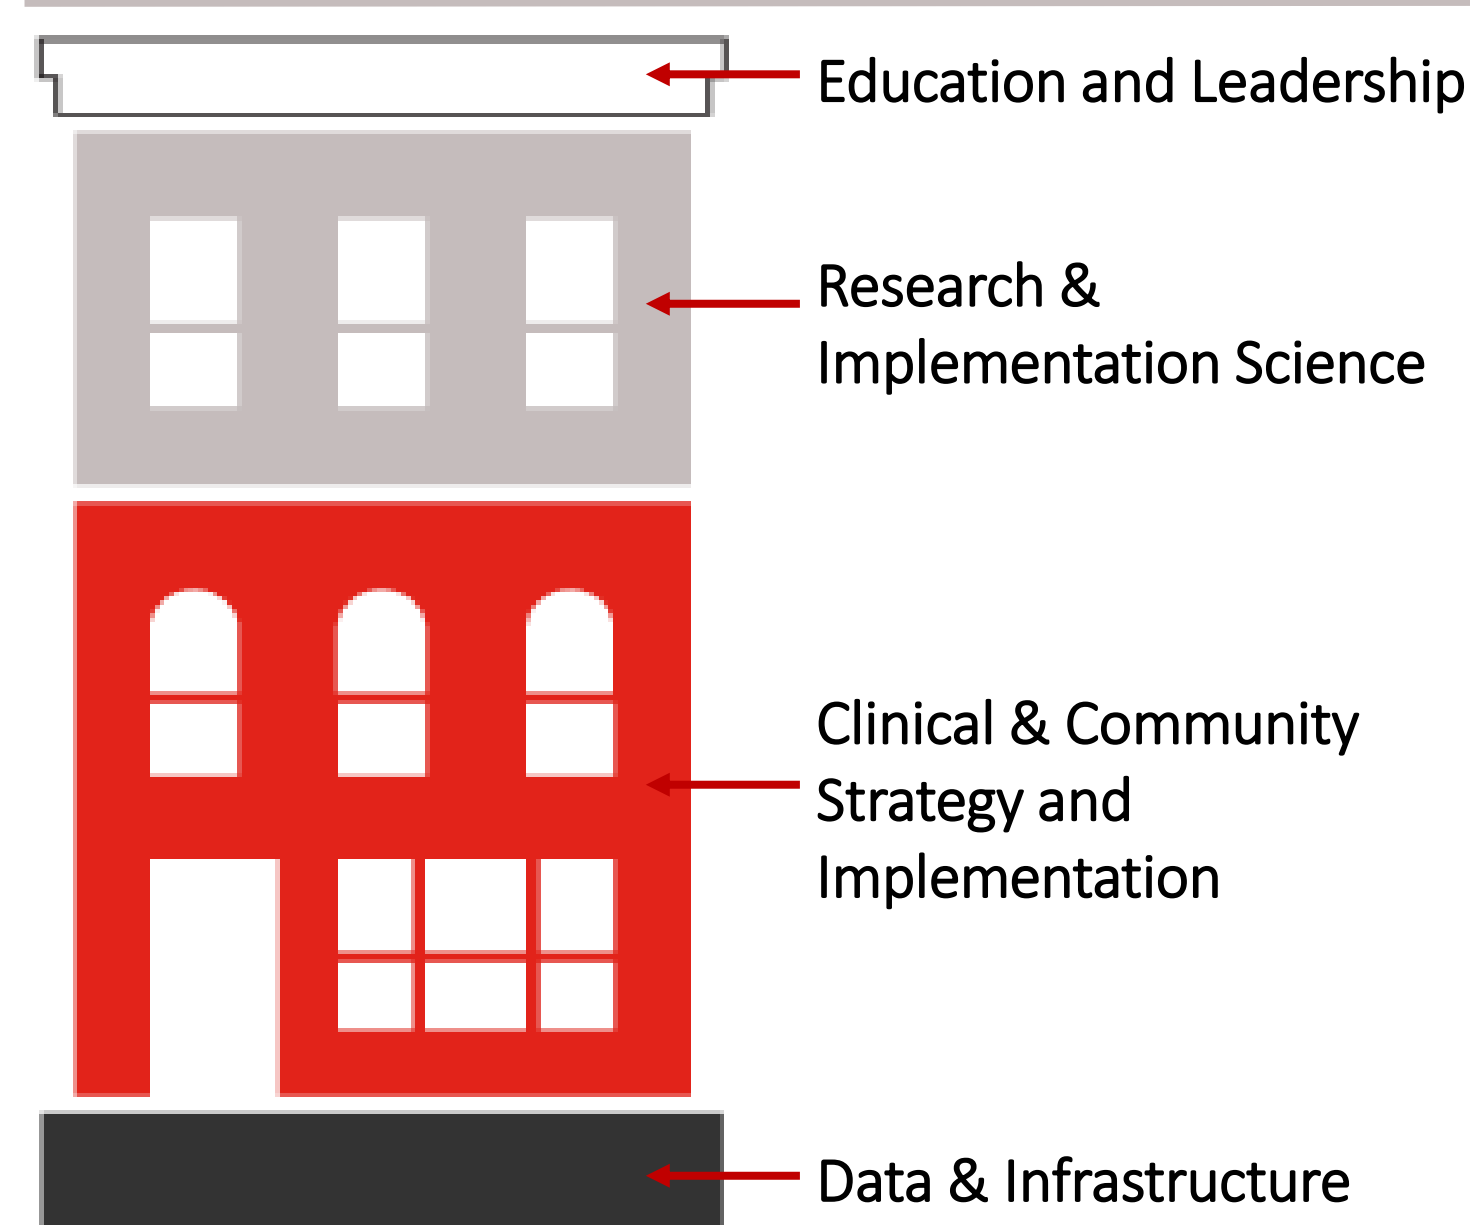 Education and Leadership
Research &
Implementation Science
Clinical & Community
Strategy and
Implementation
Data & Infrastructure